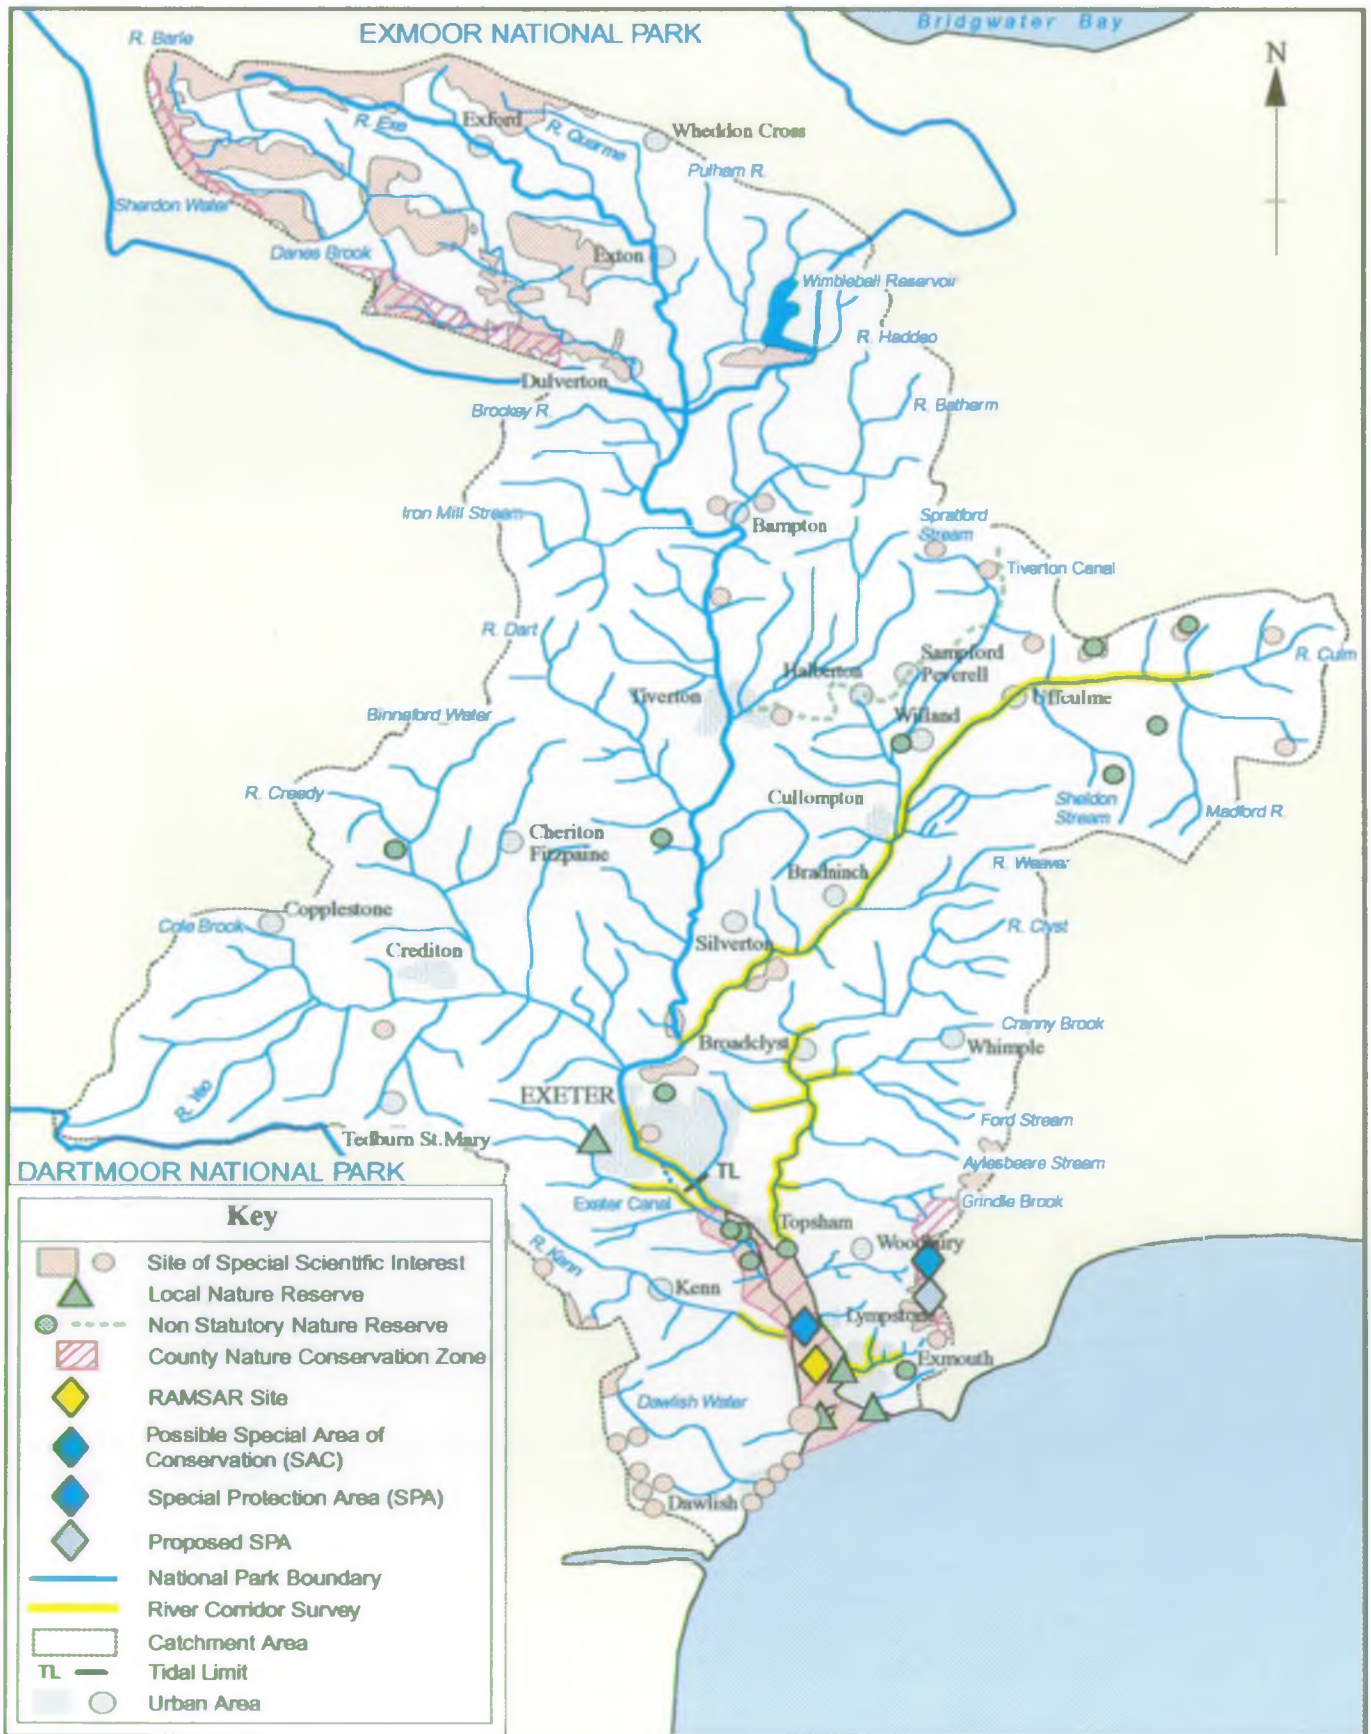 Bridgwater Bay
EXMOOR NATIONAL PARK
R. Barle
N
R. Exe
Exford
R. Quarme
Wheddon Cross
Pulham R.
Sherdon Water
Danes Brook
Exton
Wimbleball Reservoir
R. Haddeo
Dulverton
Brockey R.
R. Batherm
Iron Mill Stream
Bampton
Spratford
Stream
Tiverton Canal
R. Dart
Halberton
Sampford
Peverell
R. Culm
Tiverton
Uffculme
Binneford Water
Willand
R. Creedy
Cullompton
Sheldon
Stream
Madford R.
Cheriton
Fitzpaine
Bradninch
R. Weaver
Copplestone
Cole Brook
R. Clyst
Crediton
Silverton
Cranny Brook
Broadclyst
Whimple
R. Yeo
EXETER
Ford Stream
Tedburn St.Mary
Aylesbeare Stream
DARTMOOR NATIONAL PARK
TL
Grindle Brook
Exeter Canal
Topsham
R. Kenn
Woodbury
Kenn
Lympstone
Exmouth
Dawlish Water
Dawlish
Key
Site of Special Scientific Interest
Local Nature Reserve
Non Statutory Nature Reserve
County Nature Conservation Zone
RAMSAR Site
Possible Special Area of
Conservation (SAC)
Special Protection Area (SPA)
Proposed SPA
National Park Boundary
River Corridor Survey
Catchment Area
TL Tidal Limit
Urban Area